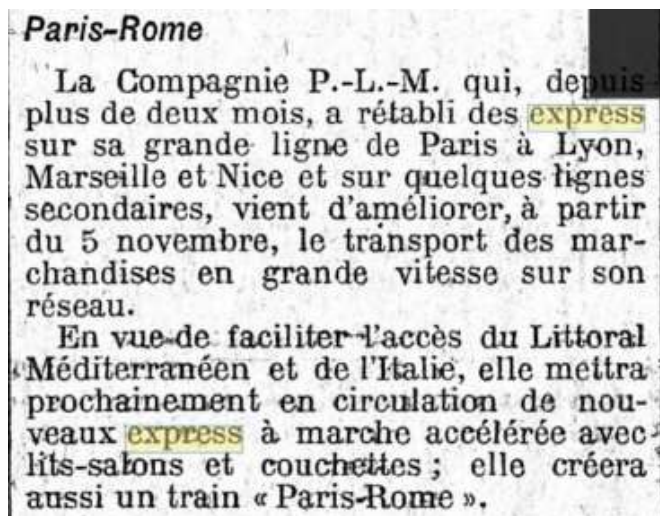 Paris-Rome
La Compagnie P.-L.-M. qui, depuis
plus de deux mois, a rétabli des express
sur sa grande ligne de Paris à Lyon,
Marseille et Nice et sur quelques lignes
secondaires, vient d'améliorer, à partir
du 5 novembre, le transport des mar-
chandises en grande vitesse sur son
réseau.
En vue de faciliter l'accès du Littoral
Méditerranéen et de l'Italie, elle mettra
prochainement en circulation de nou-
veaux express à marche accélérée avec
lits-salons et couchettes ; elle créera
aussi un train « Paris-Rome ».